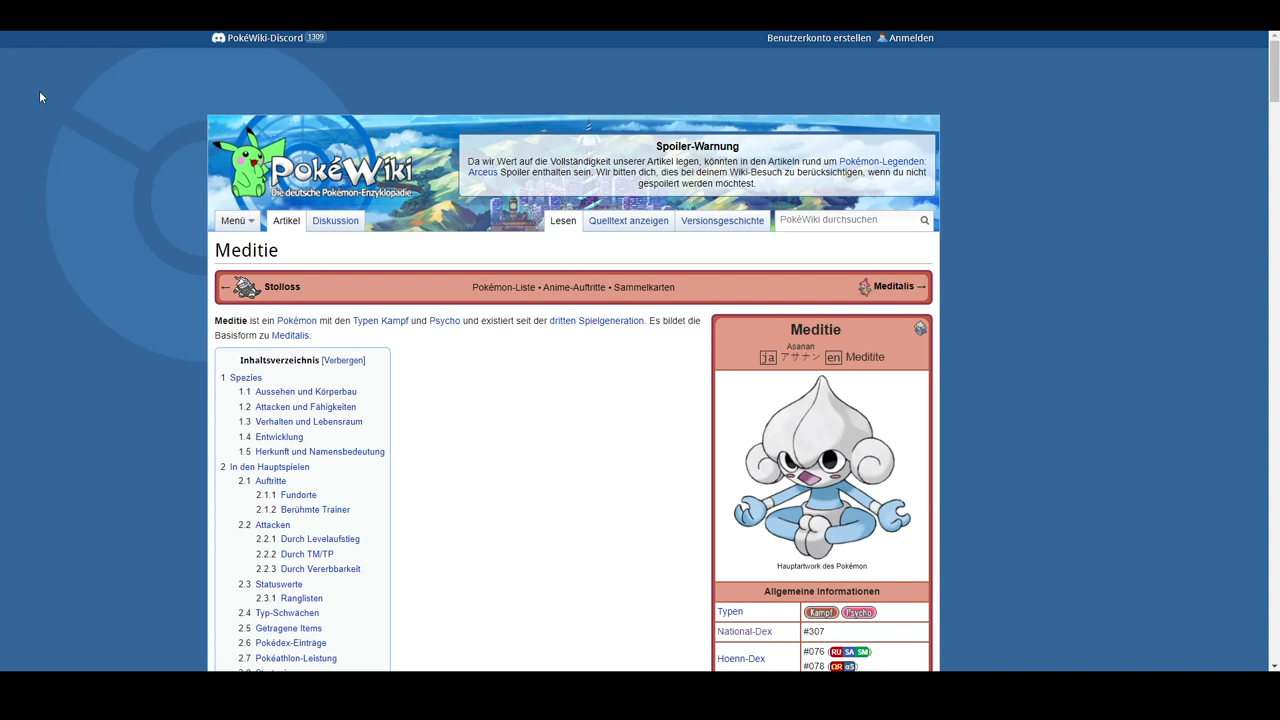 PokéWiki-Discord 1309
Benutzerkonto erstellen Anmelden
PokéWiki
Die deutsche Pokémon-Enzyklopädie
Spoiler-Warnung
Da wir Wert auf die Vollständigkeit unserer Artikel legen, könnten in den Artikeln rund um Pokémon-Legenden:
Arceus Spoiler enthalten sein. Wir bitten dich, dies bei deinem Wiki-Besuch zu berücksichtigen, wenn du nicht
gespoilert werden möchtest.
Menü Artikel Diskussion Lesen Quelltext anzeigen Versionsgeschichte PokéWiki durchsuchen
Meditie
← Stolloss Pokémon-Liste • Anime-Auftritte • Sammelkarten Meditalis →
Meditie ist ein Pokémon mit den Typen Kampf und Psycho und existiert seit der dritten Spielgeneration. Es bildet die
Basisform zu Meditalis.
Inhaltsverzeichnis [Verbergen]
1 Spezies
1.1 Aussehen und Körperbau
1.2 Attacken und Fähigkeiten
1.3 Verhalten und Lebensraum
1.4 Entwicklung
1.5 Herkunft und Namensbedeutung
2 In den Hauptspielen
2.1 Auftritte
2.1.1 Fundorte
2.1.2 Berühmte Trainer
2.2 Attacken
2.2.1 Durch Levelaufstieg
2.2.2 Durch TM/TP
2.2.3 Durch Vererbbarkeit
2.3 Statuswerte
2.3.1 Ranglisten
2.4 Typ-Schwächen
2.5 Getragene Items
2.6 Pokédex-Einträge
2.7 Pokéathlon-Leistung
Meditie
Asanan
ja アサナン en Meditite
Hauptartwork des Pokémon
Allgemeine Informationen
Typen Kampf Psycho
National-Dex #307
Hoenn-Dex
#076 (RU SA SM)
#078 (ΩR αS)